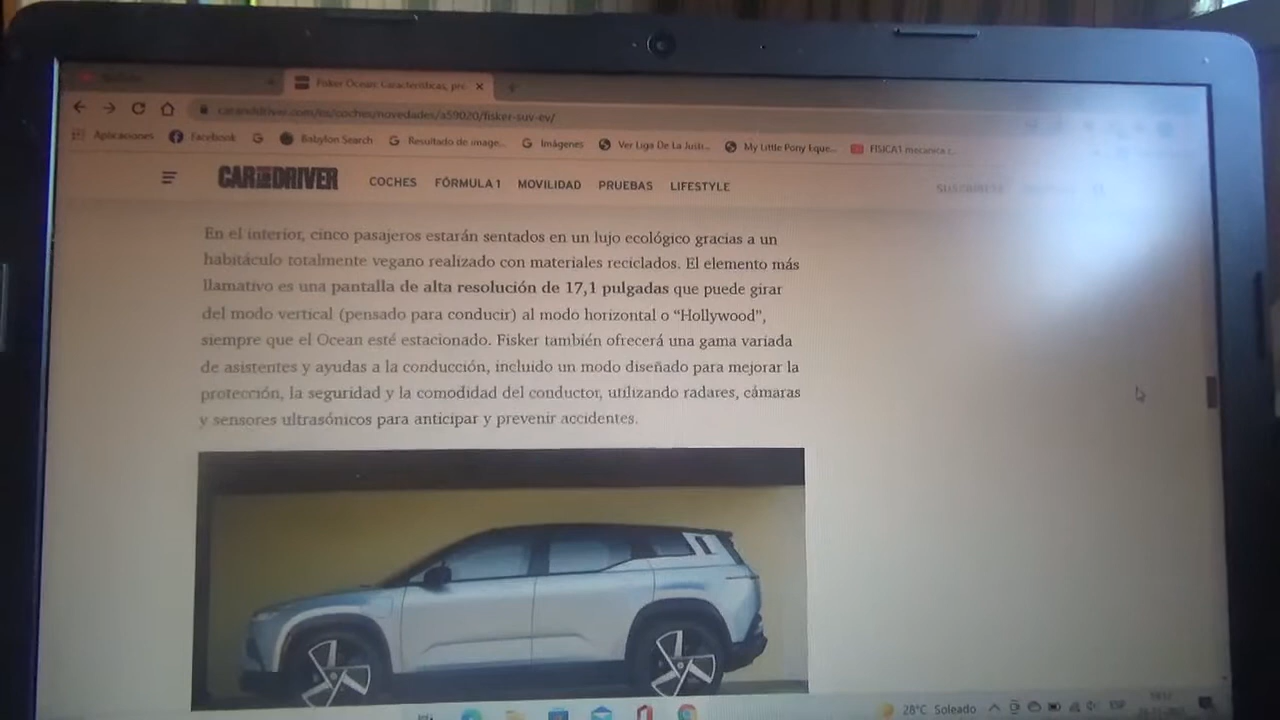 Fisker Ocean: Características, pre
caranddriver.com/es/coches/novedades/a59020/fisker-suv-ev/
Aplicaciones Facebook G Babylon Search Resultado de image... Imágenes Ver Liga De La Justi... My Little Pony Eque... FISICA1 mecanica c...
CAR AND DRIVER COCHES FÓRMULA 1 MOVILIDAD PRUEBAS LIFESTYLE SUSCRÍBETE
En el interior, cinco pasajeros estarán sentados en un lujo ecológico gracias a un
habitáculo totalmente vegano realizado con materiales reciclados. El elemento más
llamativo es una pantalla de alta resolución de 17,1 pulgadas que puede girar
del modo vertical (pensado para conducir) al modo horizontal o “Hollywood”,
siempre que el Ocean esté estacionado. Fisker también ofrecerá una gama variada
de asistentes y ayudas a la conducción, incluido un modo diseñado para mejorar la
protección, la seguridad y la comodidad del conductor, utilizando radares, cámaras
y sensores ultrasónicos para anticipar y prevenir accidentes.
28°C Soleado ESP